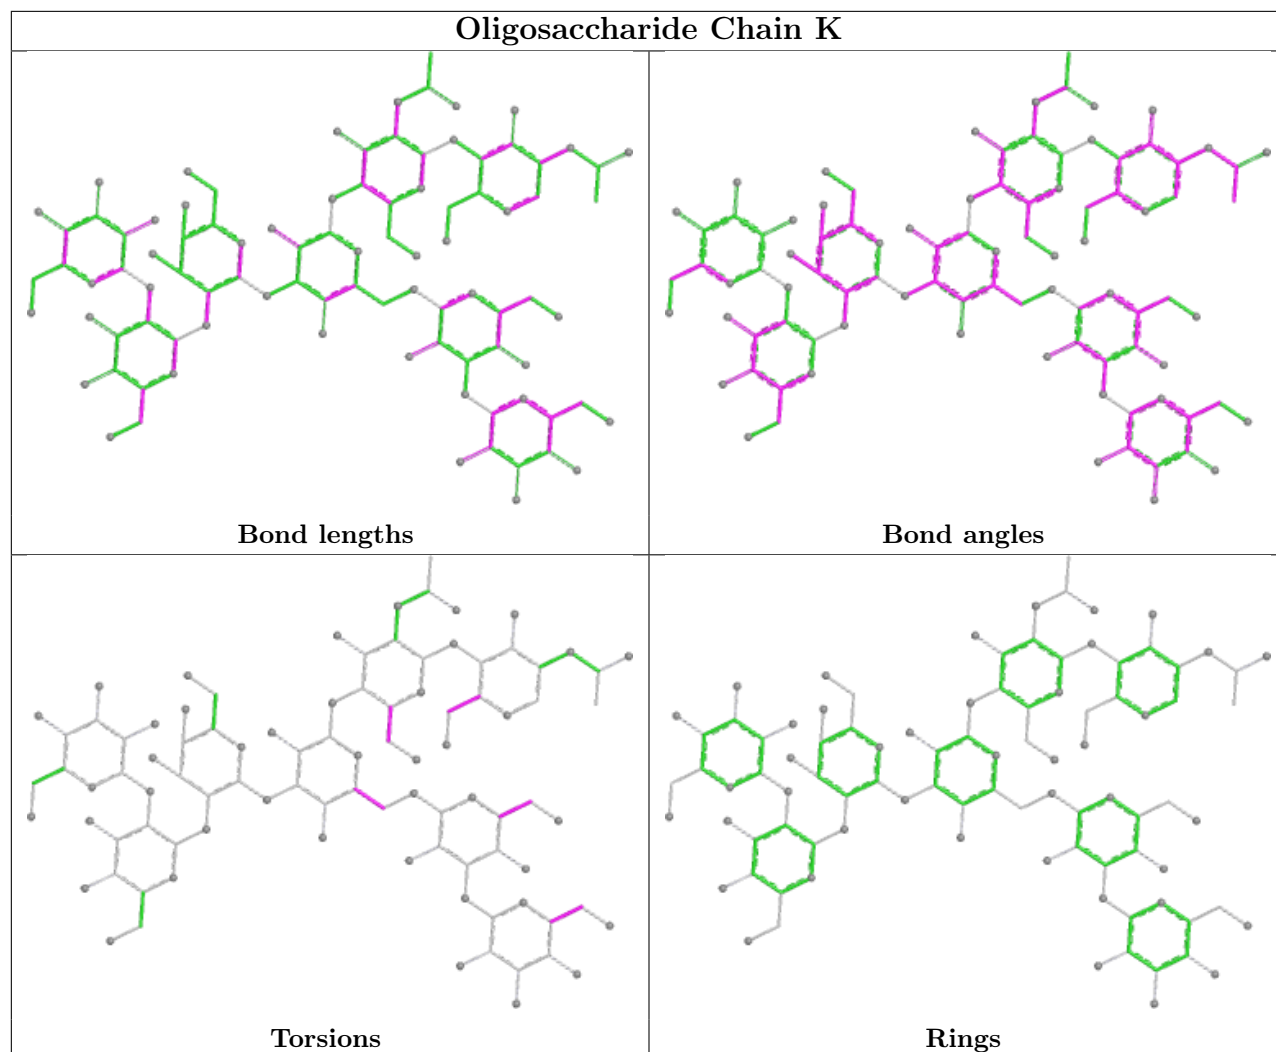 Oligosaccharide Chain K
Bond lengths
Bond angles
Torsions
Rings